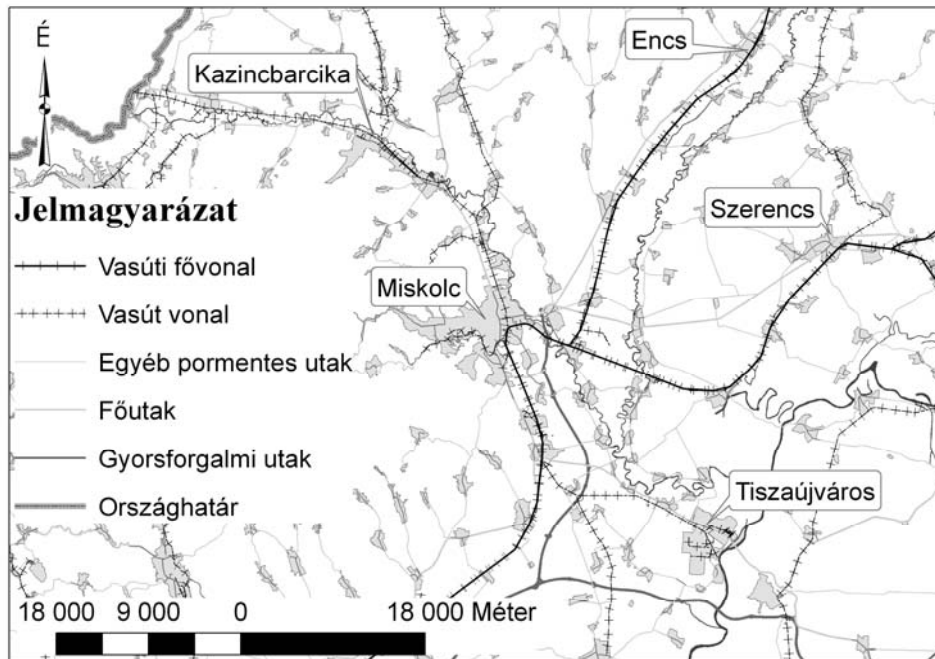 É
Encs
Kazincbarcika
Szerencs
Miskolc
Tiszaújváros
Jelmagyarázat
Vasúti fővonal
Vasút vonal
Egyéb pormentes utak
Főutak
Gyorsforgalmi utak
Országhatár
18 000 9 000 0 18 000 Méter